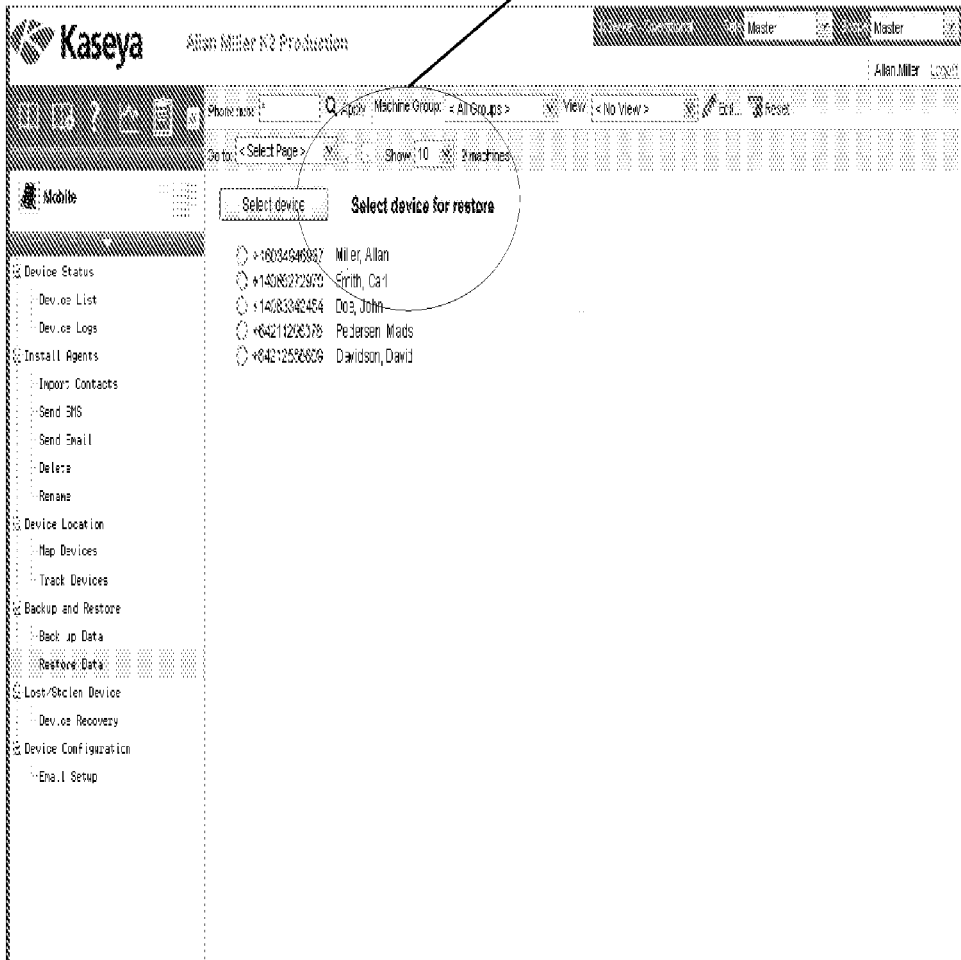 Kaseya
Allan Miller K2 Production
Master
Master
Allan.Miller Logoff
Apply Machine Group: < All Groups > View < No View > Edit... Reset
Go to: < Select Page > Show 10 2 machines
Mobile
Select device Select device for restore
Miller, Allan
Smith, Carl
Doe, John
Pedersen, Mads
Davidson, David
Device Status
Device List
Device Logs
Install Agents
Import Contacts
Send SMS
Send Email
Delete
Rename
Device Location
Map Devices
Track Devices
Backup and Restore
Back up Data
Restore Data
Lost/Stolen Device
Device Recovery
Device Configuration
Email Setup